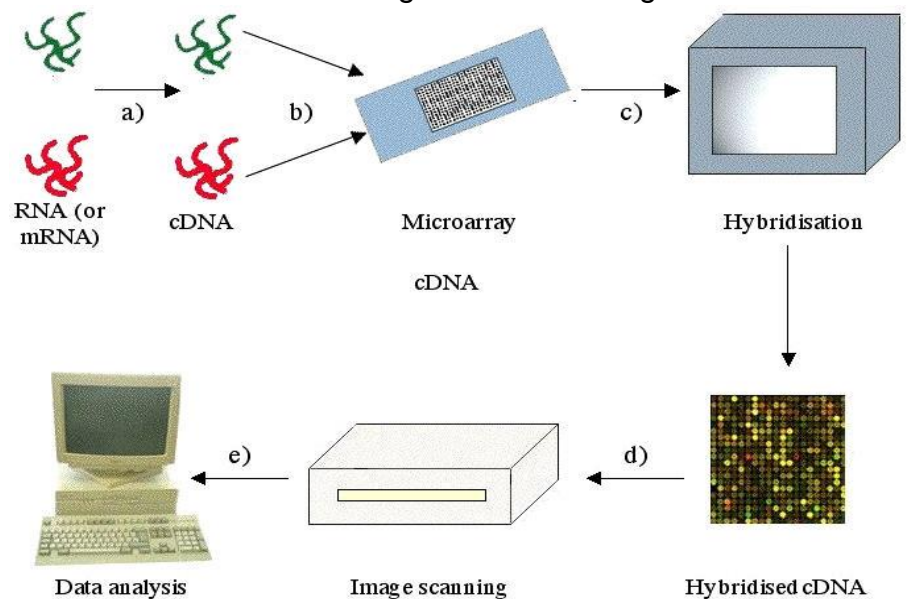 a)
b)
c)
RNA (or
mRNA)
cDNA
Microarray
Hybridisation
cDNA
e)
d)
Data analysis
Image scanning
Hybridised cDNA